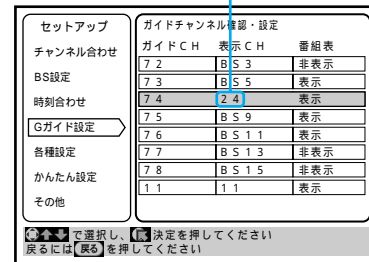 セットアップ
チャンネル合わせ
BS設定
時刻合わせ
Gガイド設定
各種設定
かんたん設定
その他
ガイドチャンネル確認・設定
ガイドCH 表示CH 番組表
72 BS3 非表示
73 BS5 表示
74 24 表示
75 BS9 表示
76 BS11 表示
77 BS13 非表示
78 BS15 非表示
11 11 表示
で選択し、決定を押してください
戻るには 戻る を押してください